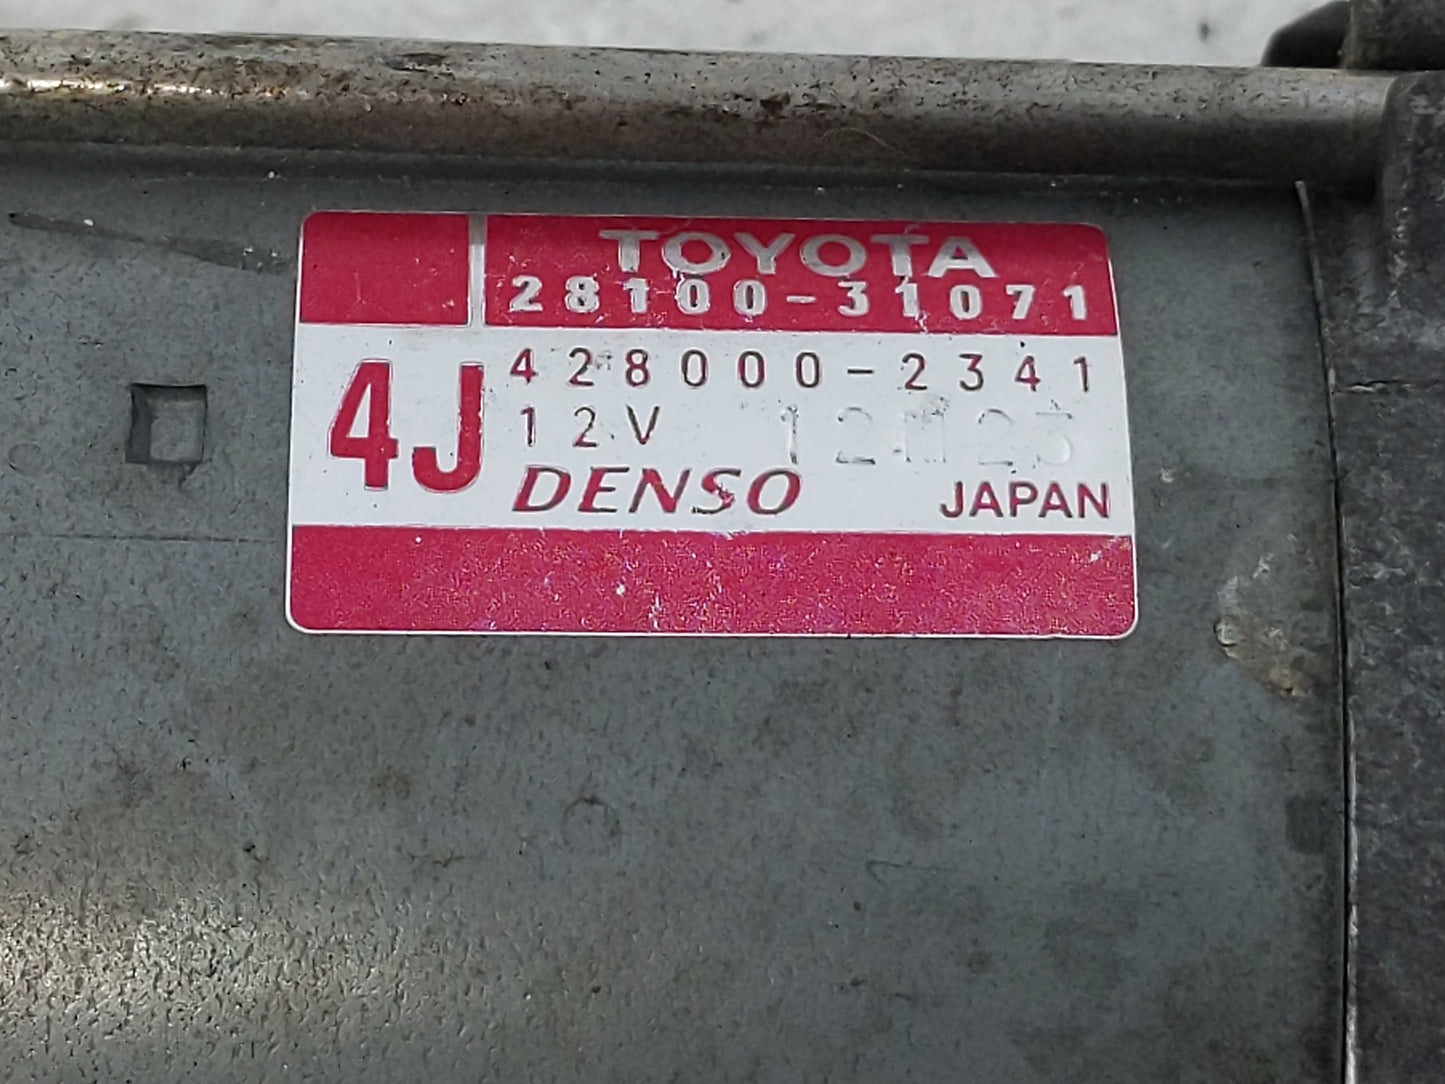 TOYOTA
28100-31071
4J
428000-2341
12V
DENSO JAPAN